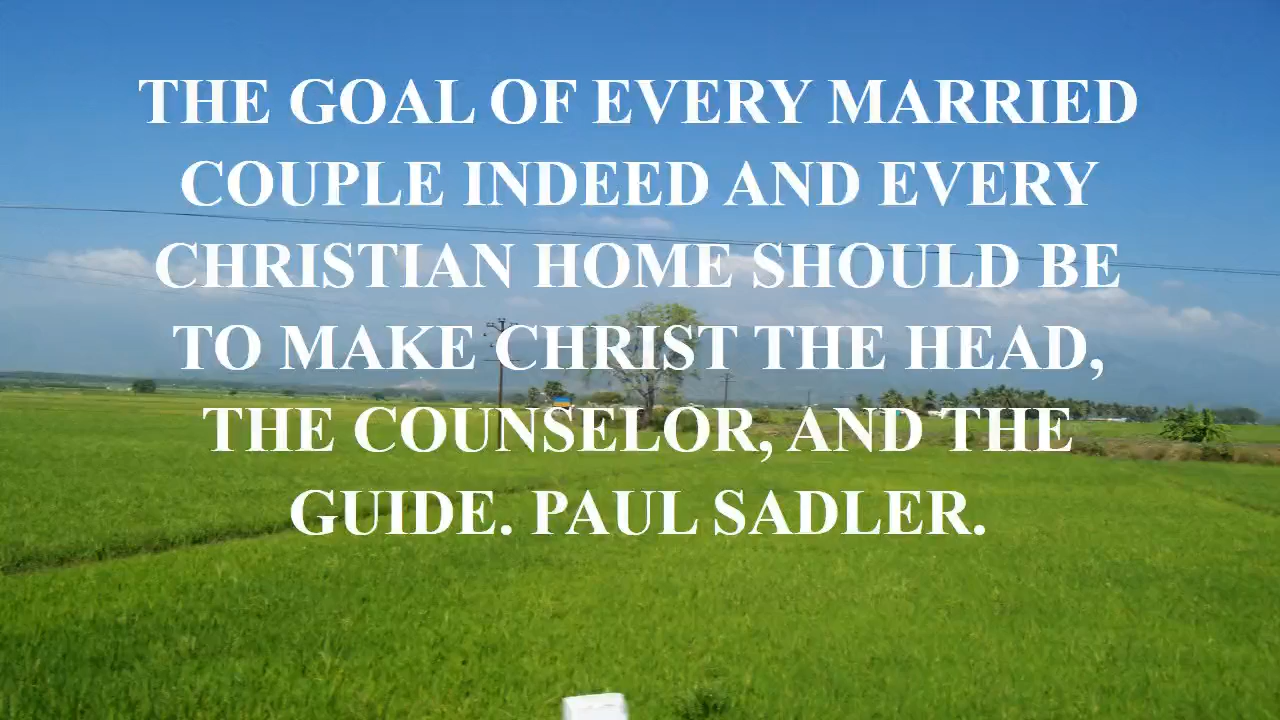 THE GOAL OF EVERY MARRIED
COUPLE INDEED AND EVERY
CHRISTIAN HOME SHOULD BE
TO MAKE CHRIST THE HEAD,
THE COUNSELOR, AND THE
GUIDE. PAUL SADLER.